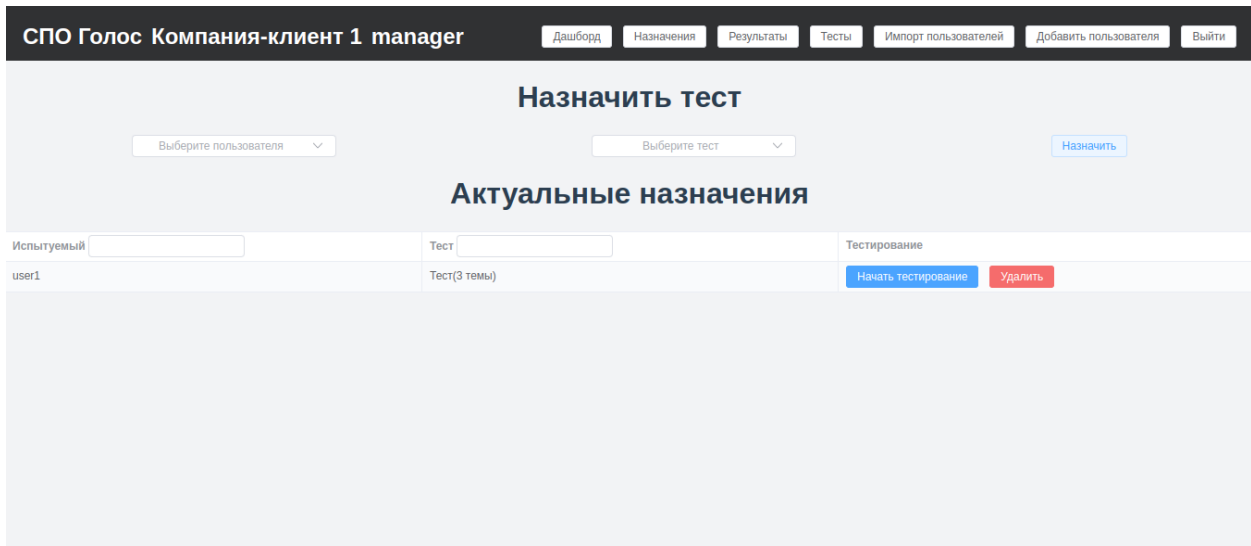 СПО Голос Компания-клиент 1 manager Дашборд Назначения Результаты Тесты Импорт пользователей Добавить пользователя Выйти
Назначить тест
Выберите пользователя Выберите тест Назначить
Актуальные назначения
Испытуемый Тест Тестирование
user1 Тест(3 темы) Начать тестирование Удалить